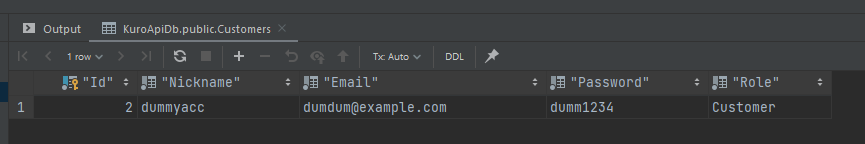 Output KuroApiDb.public.Customers
1 row Tx: Auto DDL
"Id" "Nickname" "Email" "Password" "Role"
1 2 dummyacc dumdum@example.com dumm1234 Customer